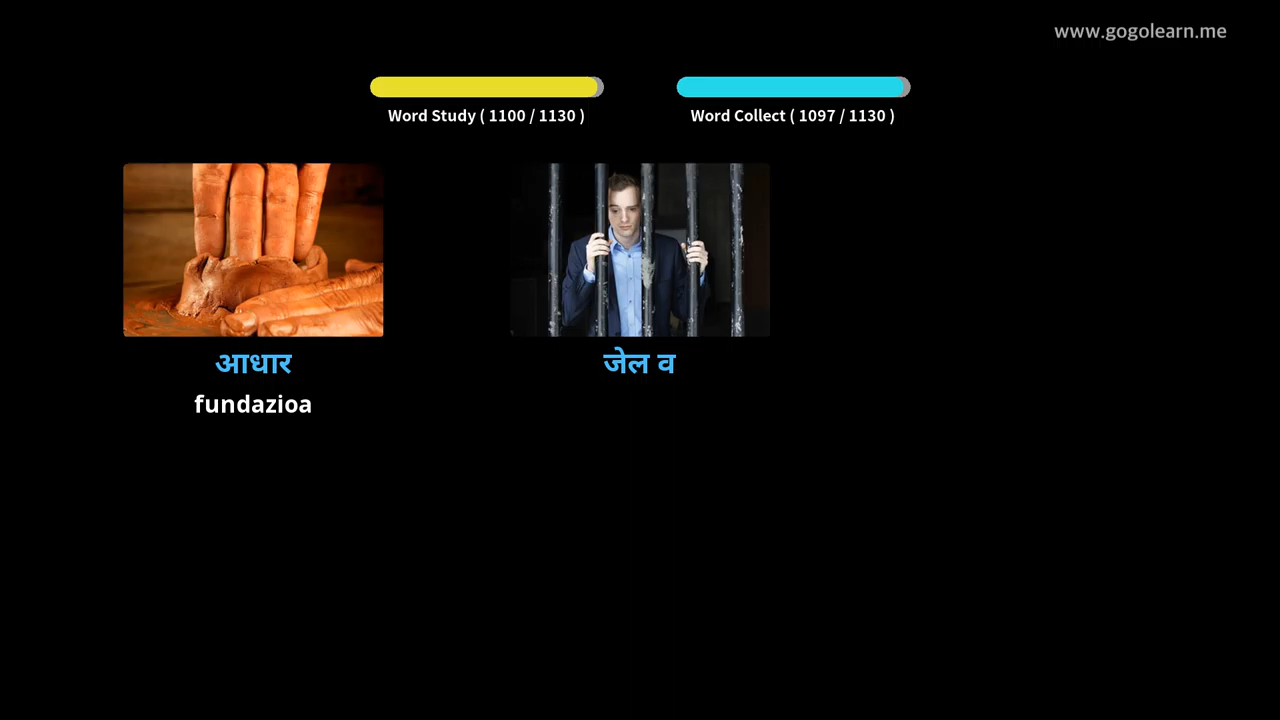 www.gogolearn.me
Word Study ( 1100 / 1130 )
Word Collect ( 1097 / 1130 )
आधार
fundazioa
जेल व